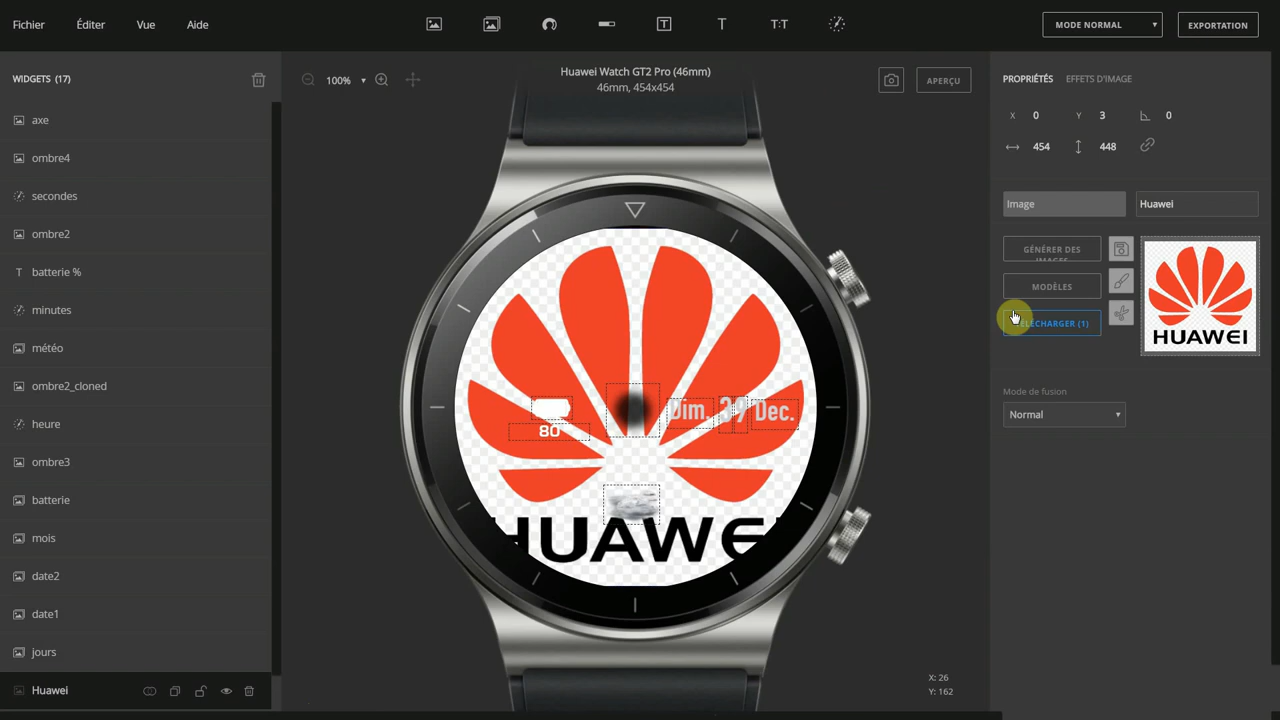 Fichier
Éditer
Vue
Aide
MODE NORMAL
EXPORTATION
WIDGETS (17)
100%
Huawei Watch GT2 Pro (46mm)
46mm, 454x454
APERÇU
PROPRIÉTÉS
EFFETS D'IMAGE
X 0
Y 3
0
454
448
Image
Huawei
GÉNÉRER DES
IMAGES
MODÈLES
TÉLÉCHARGER (1)
HUAWEI
Mode de fusion
Normal
axe
ombre4
secondes
ombre2
batterie %
minutes
météo
ombre2_cloned
heure
ombre3
batterie
mois
date2
date1
jours
Huawei
Dim.
Dec.
80
HUAWEI
X: 26
Y: 162